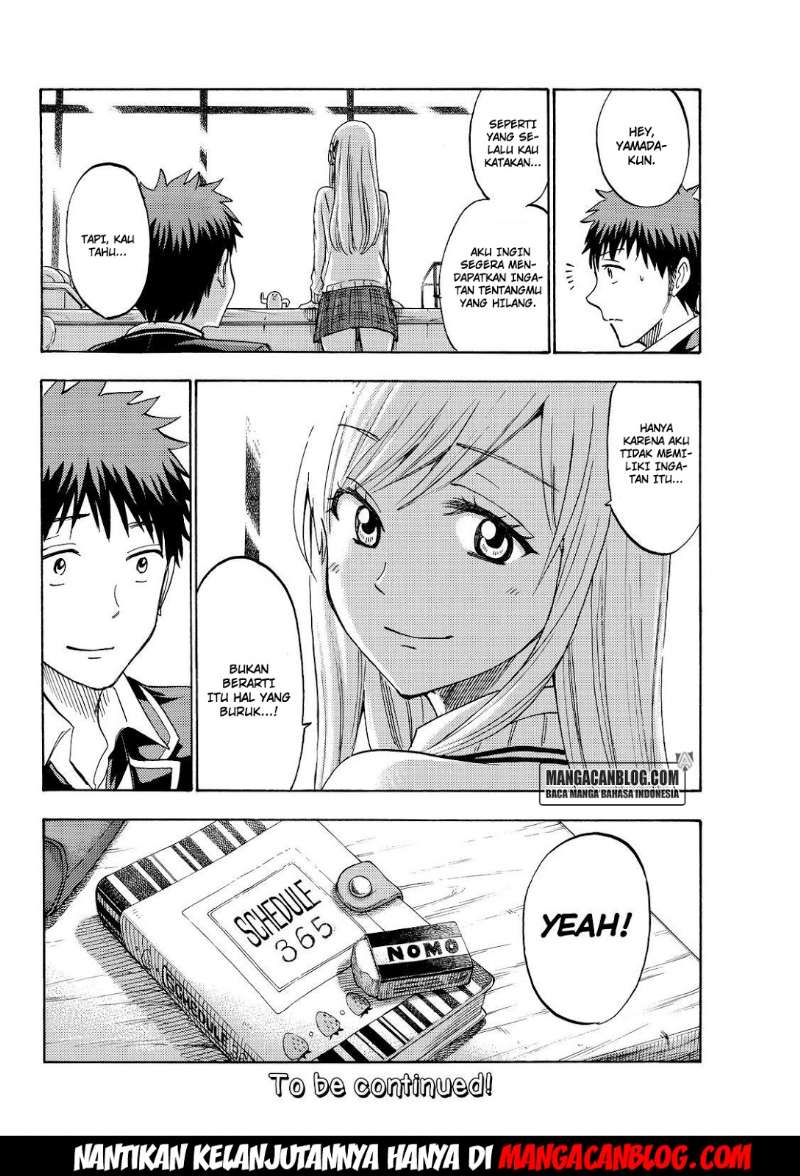 HEY,
YAMADA-
KUN.
SEPERTI
YANG SE-
LALU KAU
KATAKAN...
AKU INGIN
SEGERA MEN-
DAPATKAN INGA-
TAN TENTANGMU
YANG HILANG.
TAPI, KAU
TAHU...
HANYA
KARENA AKU
TIDAK MEMI-
LIKI INGA-
TAN ITU...
BUKAN
BERARTI
ITU HAL YANG
BURUK...!
MANGACANBLOG.COM
BACA MANGA BAHASA INDONESIA
YEAH!
SCHEDULE
365
NOMO
SCHEDULE
To be continued!
NANTIKAN KELANJUTANNYA HANYA DI MANGACANBLOG.COM